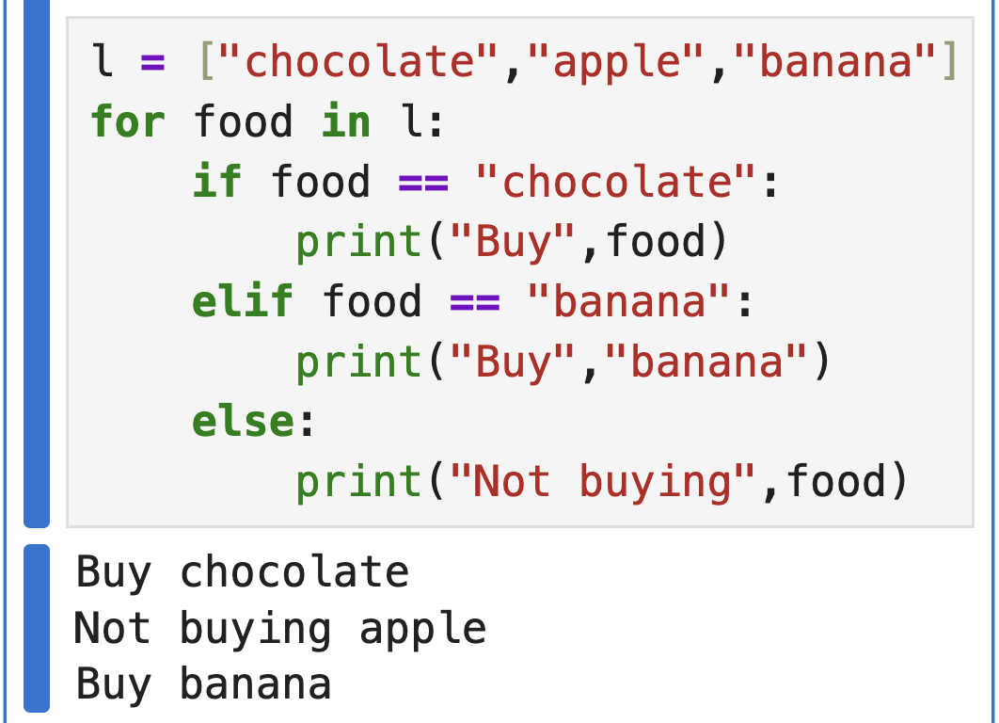 l = ["chocolate","apple","banana"]
for food in l:
    if food == "chocolate":
        print("Buy",food)
    elif food == "banana":
        print("Buy","banana")
    else:
        print("Not buying",food)
Buy chocolate
Not buying apple
Buy banana